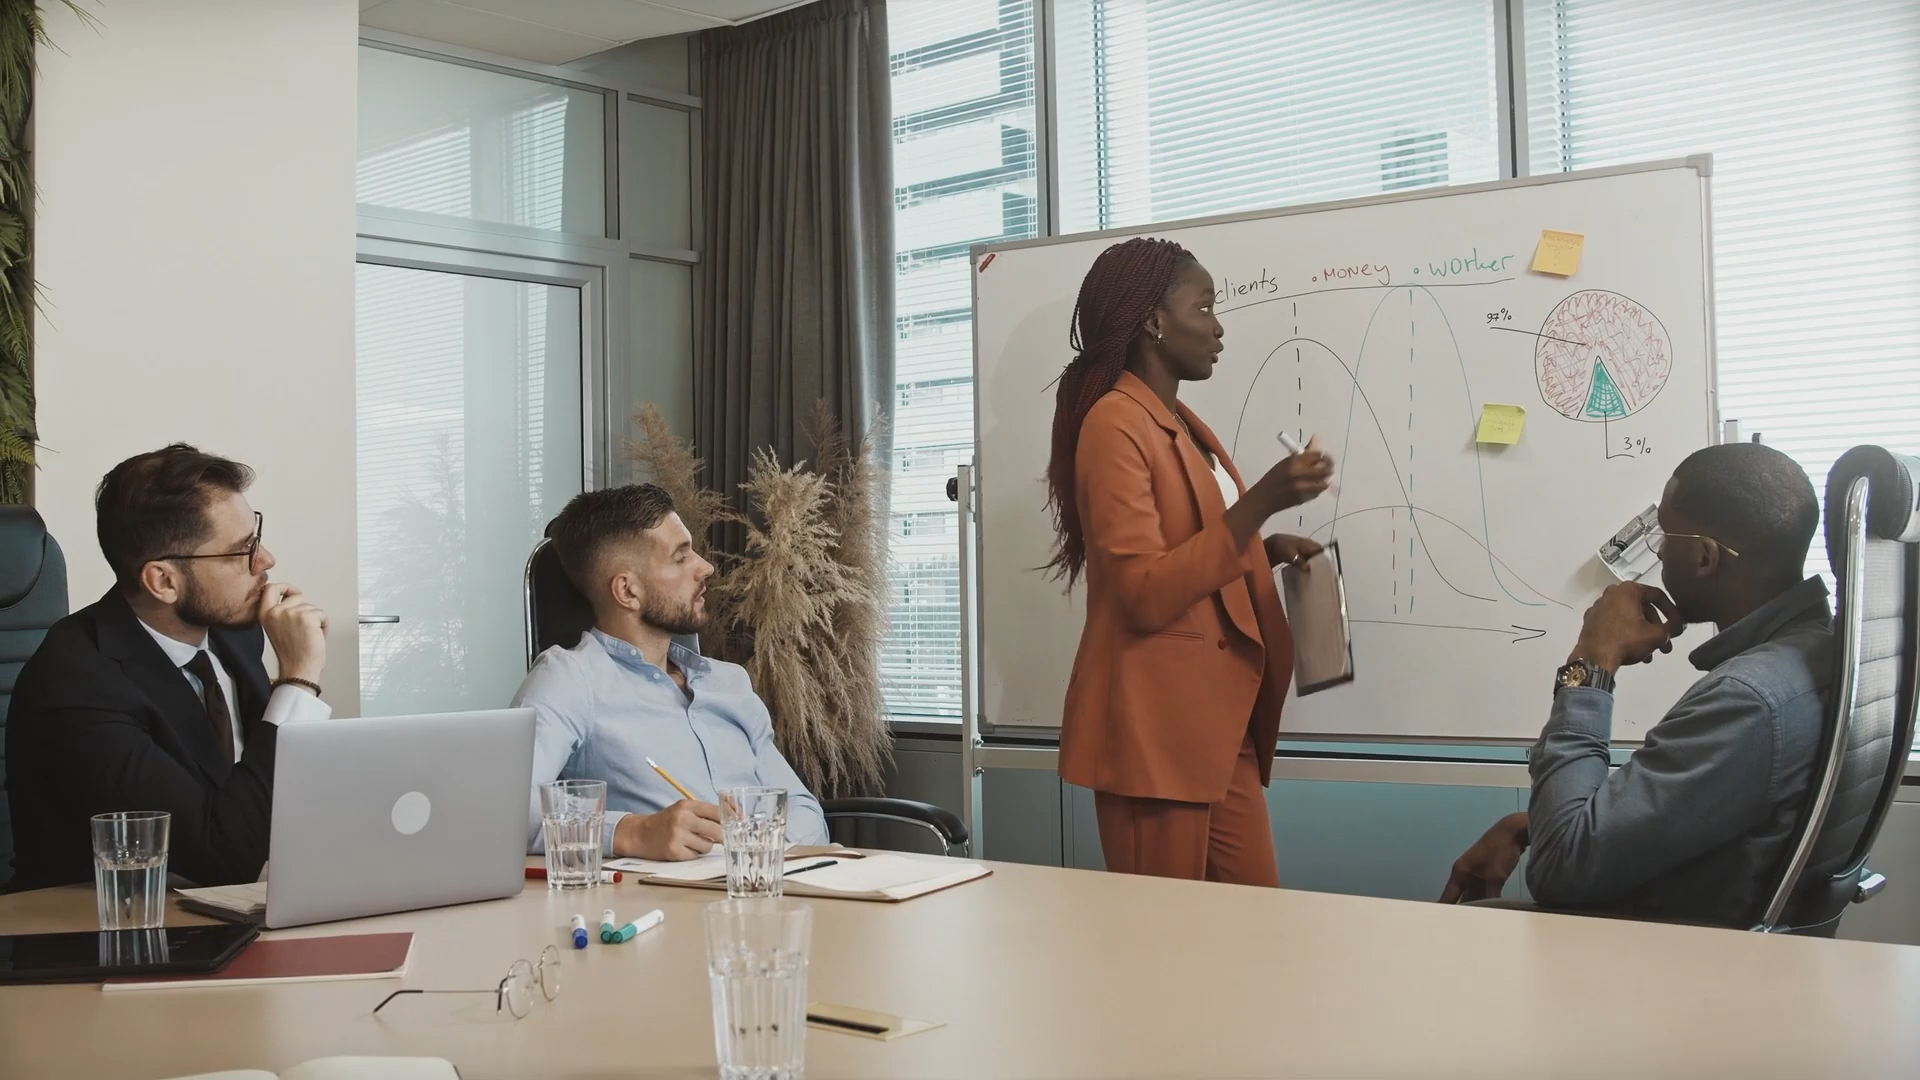 clients • Money • worker
97%
3%